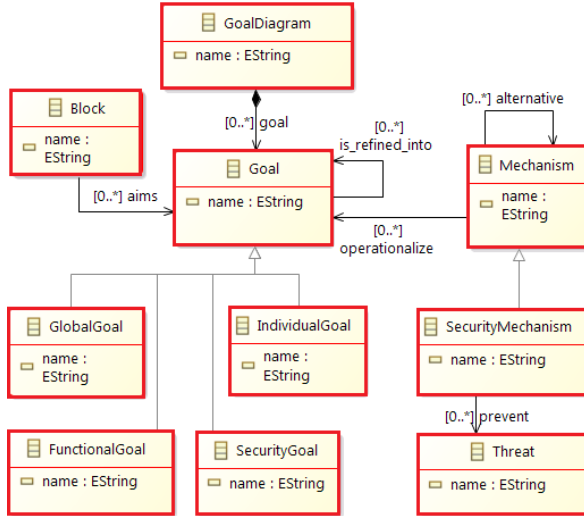 GoalDiagram
name : EString
[0..*] goal
Block
name :
EString
[0..*] aims
Goal
name : EString
[0..*]
is_refined_into
[0..*] alternative
Mechanism
name :
EString
[0..*]
operationalize
GlobalGoal
name :
EString
IndividualGoal
name :
EString
SecurityMechanism
name : EString
[0..*] prevent
FunctionalGoal
name : EString
SecurityGoal
name : EString
Threat
name : EString